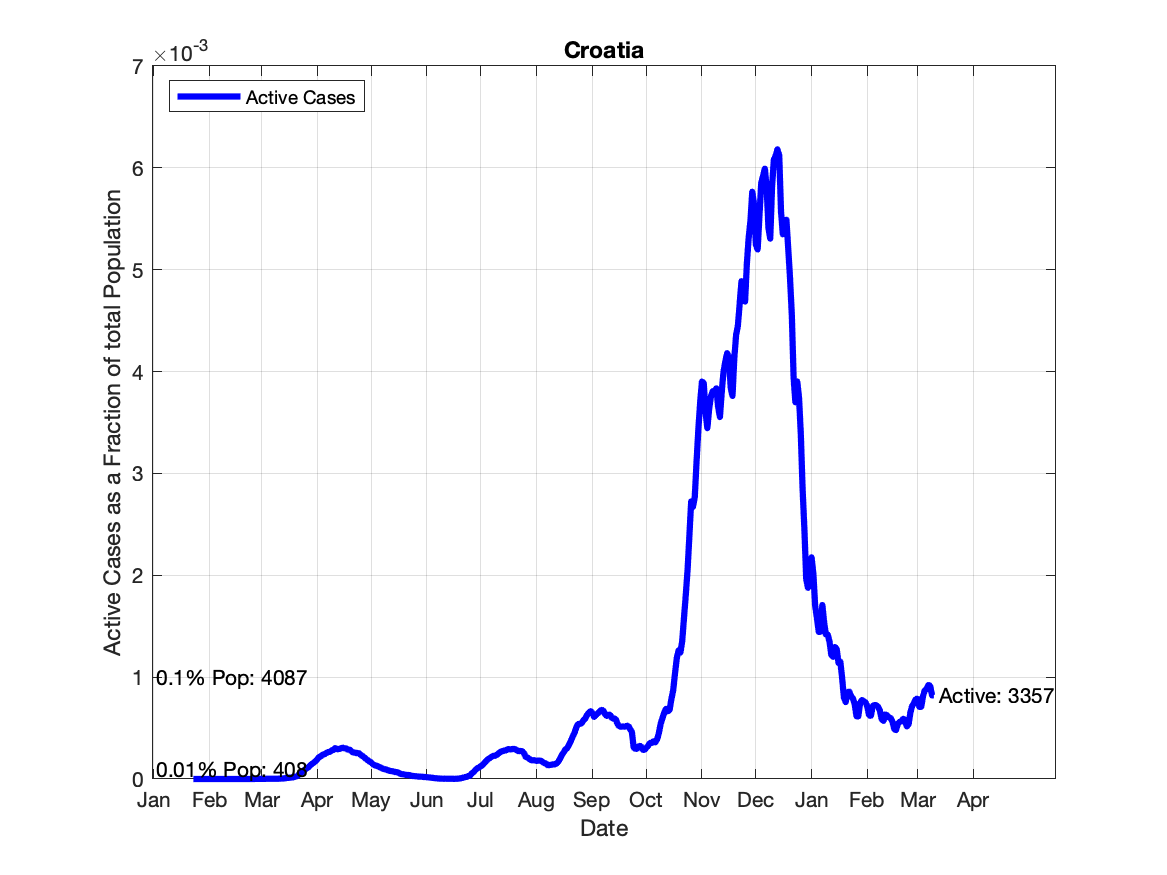 Croatia
×10-3
Active Cases
7
6
5
4
3
2
1
0
Active Cases as a Fraction of total Population
0.1% Pop: 4087
0.01% Pop: 408
Active: 3357
Jan Feb Mar Apr May Jun Jul Aug Sep Oct Nov Dec Jan Feb Mar Apr
Date